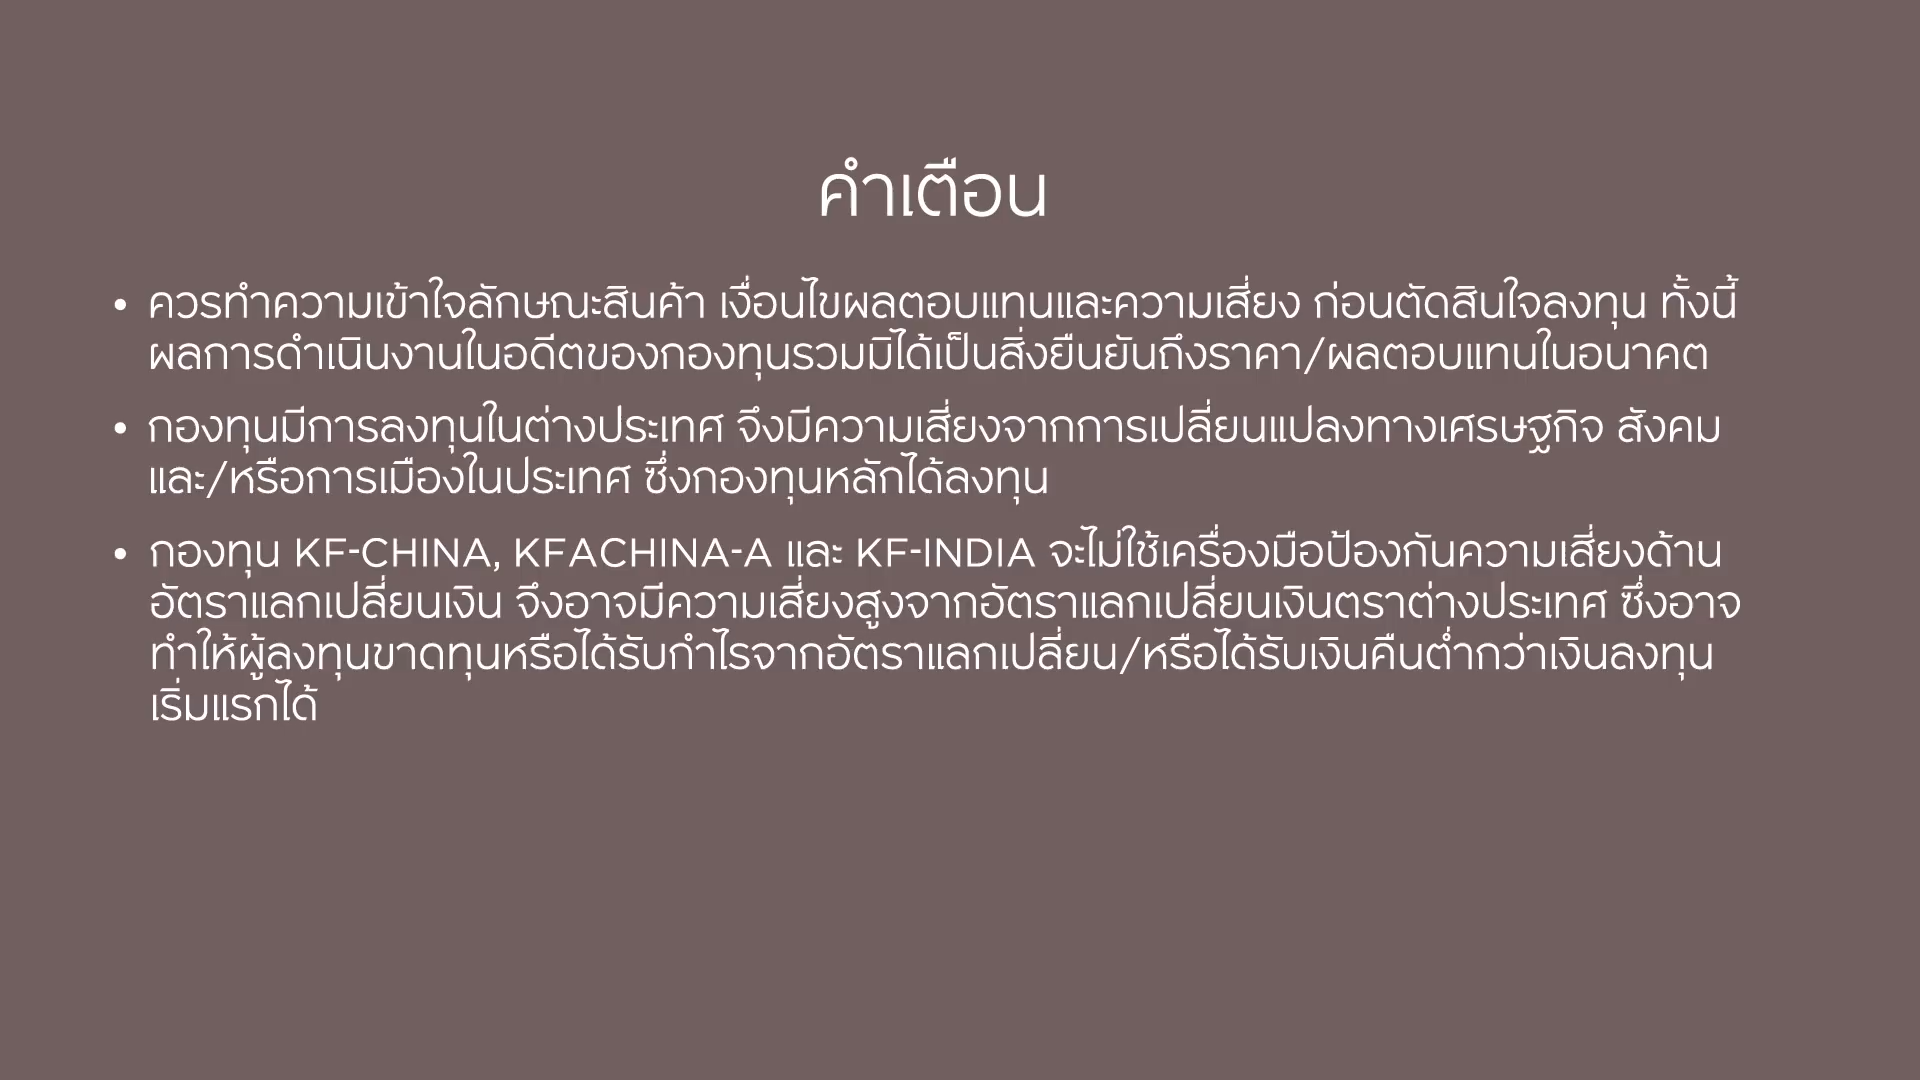 คำเตือน
• ควรทำความเข้าใจลักษณะสินค้า เงื่อนไขผลตอบแทนและความเสี่ยง ก่อนตัดสินใจลงทุน ทั้งนี้
ผลการดำเนินงานในอดีตของกองทุนรวมมิได้เป็นสิ่งยืนยันถึงราคา/ผลตอบแทนในอนาคต
• กองทุนมีการลงทุนในต่างประเทศ จึงมีความเสี่ยงจากการเปลี่ยนแปลงทางเศรษฐกิจ สังคม
และ/หรือการเมืองในประเทศ ซึ่งกองทุนหลักได้ลงทุน
• กองทุน KF-CHINA, KFACHINA-A และ KF-INDIA จะไม่ใช้เครื่องมือป้องกันความเสี่ยงด้าน
อัตราแลกเปลี่ยนเงิน จึงอาจมีความเสี่ยงสูงจากอัตราแลกเปลี่ยนเงินตราต่างประเทศ ซึ่งอาจ
ทำให้ผู้ลงทุนขาดทุนหรือได้รับกำไรจากอัตราแลกเปลี่ยน/หรือได้รับเงินคืนต่ำกว่าเงินลงทุน
เริ่มแรกได้